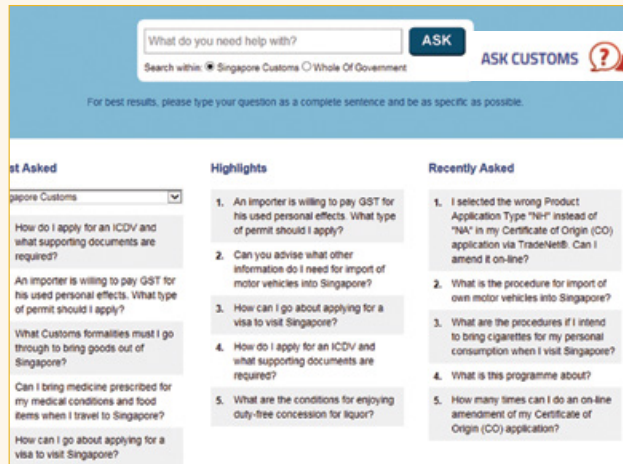 What do you need help with?
ASK
Search within: Singapore Customs Whole Of Government
ASK CUSTOMS ?
For best results, please type your question as a complete sentence and be as specific as possible.
st Asked
gapore Customs
How do I apply for an ICDV and
what supporting documents are
required?
An importer is willing to pay GST for
his used personal effects. What type
of permit should I apply?
What Customs formalities must I go
through to bring goods out of
Singapore?
Can I bring medicine prescribed for
my medical conditions and food
items when I travel to Singapore?
How can I go about applying for a
visa to visit Singapore?
Highlights
1. An importer is willing to pay GST for
his used personal effects. What type
of permit should I apply?
2. Can you advise what other
information do I need for import of
motor vehicles into Singapore?
3. How can I go about applying for a
visa to visit Singapore?
4. How do I apply for an ICDV and
what supporting documents are
required?
5. What are the conditions for enjoying
duty-free concession for liquor?
Recently Asked
1. I selected the wrong Product
Application Type "NH" instead of
"NA" in my Certificate of Origin (CO)
application via TradeNet®. Can I
amend it on-line?
2. What is the procedure for import of
own motor vehicles into Singapore?
3. What are the procedures if I intend
to bring cigarettes for my personal
consumption when I visit Singapore?
4. What is this programme about?
5. How many times can I do an on-line
amendment of my Certificate of
Origin (CO) application?